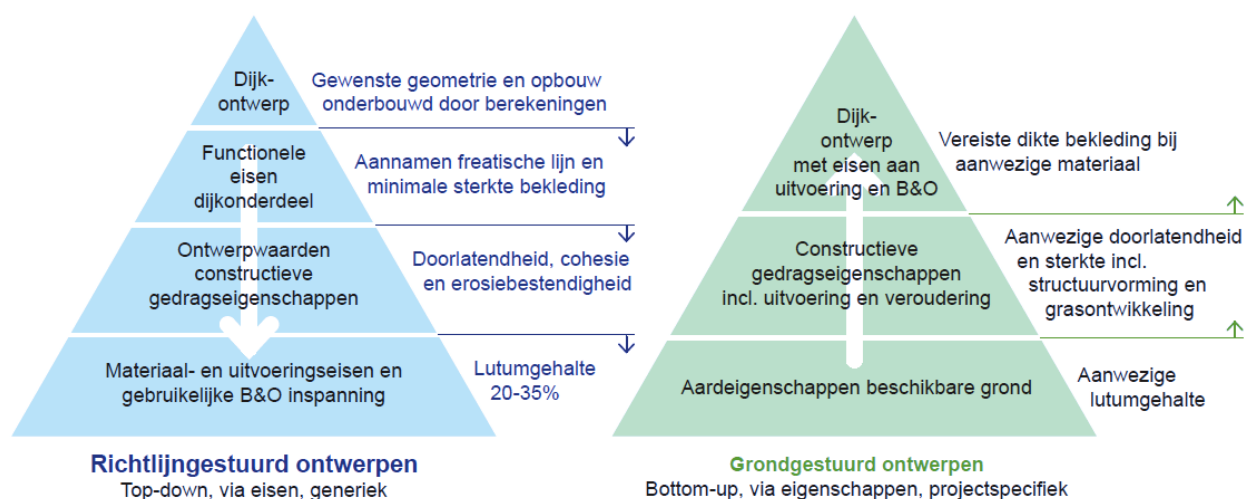 Dijk-
ontwerp
Gewenste geometrie en opbouw
onderbouwd door berekeningen
Functionele
eisen
dijkonderdeel
Aannamen freatische lijn en
minimale sterkte bekleding
Ontwerpwaarden
constructieve
gedragseigenschappen
Doorlatendheid, cohesie
en erosiebestendigheid
Materiaal- en uitvoeringseisen en
gebruikelijke B&O inspanning
Lutumgehalte
20-35%
Richtlijngestuurd ontwerpen
Top-down, via eisen, generiek
Dijk-
ontwerp
met eisen aan
uitvoering en B&O
Vereiste dikte bekleding bij
aanwezige materiaal
Constructieve
gedragseigenschappen
incl. uitvoering en veroudering
Aanwezige doorlatendheid
en sterkte incl.
structuurvorming en
grasontwikkeling
Aardeigenschappen beschikbare grond
Aanwezige
lutumgehalte
Grondgestuurd ontwerpen
Bottom-up, via eigenschappen, projectspecifiek